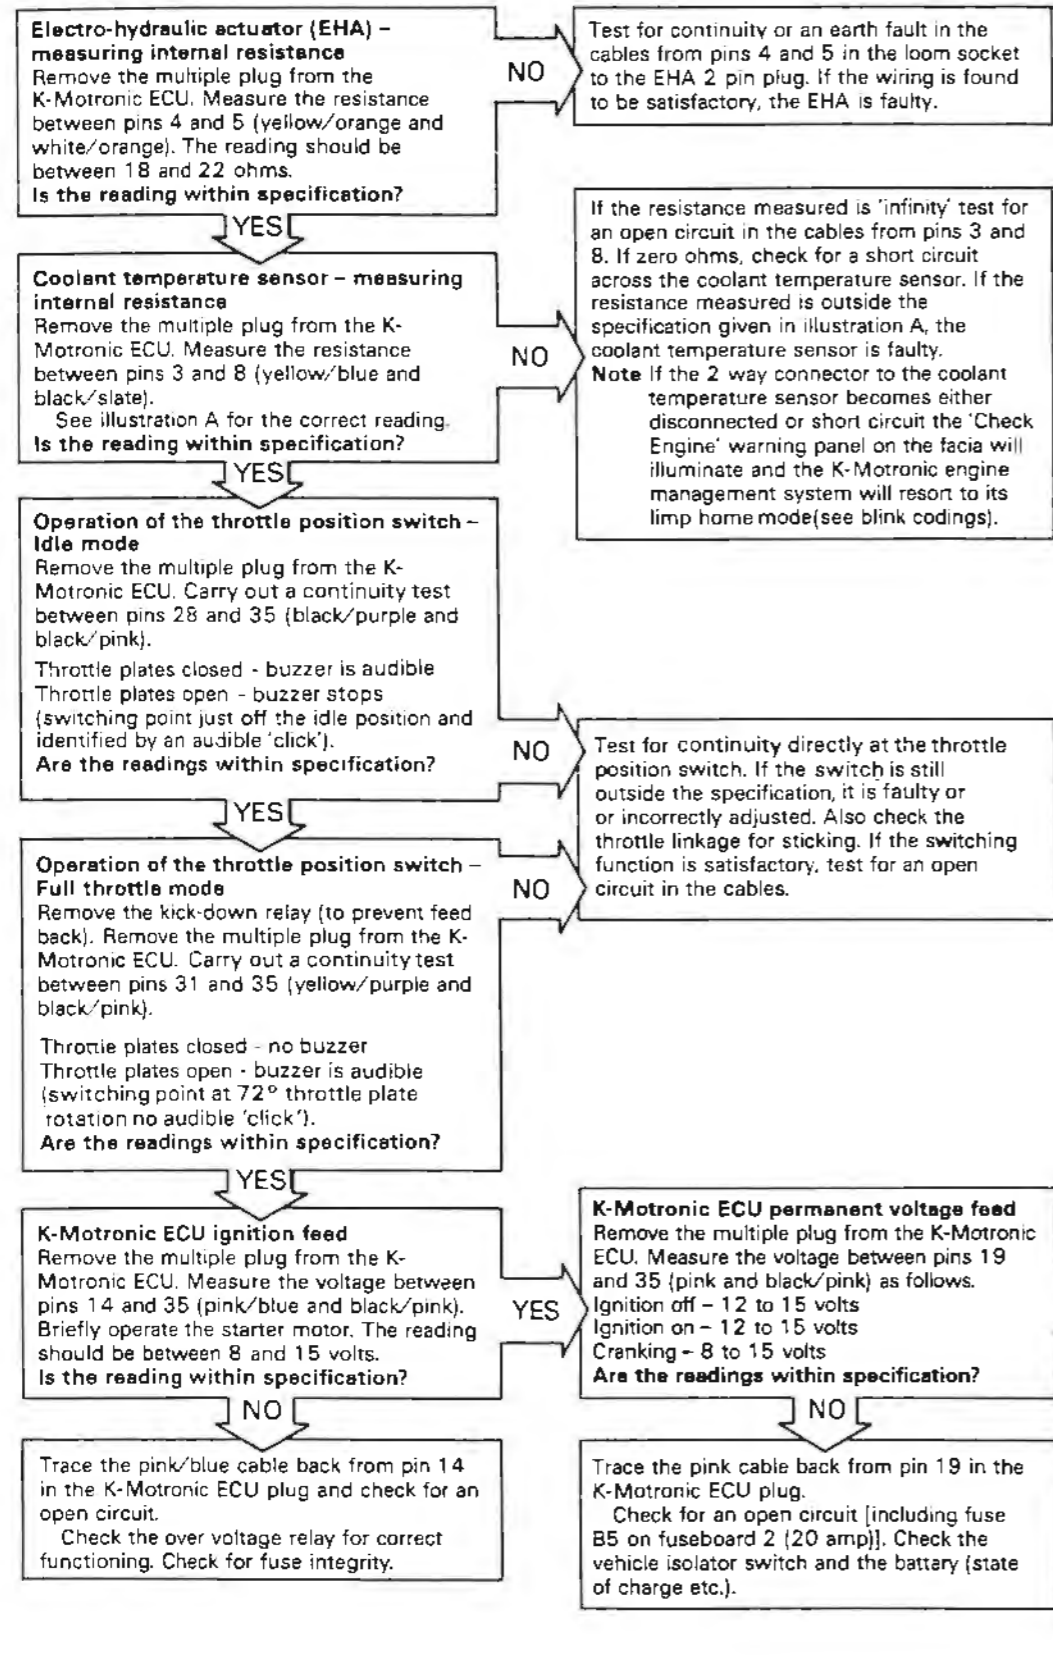 Electro-hydraulic actuator (EHA) –
measuring internal resistance
Remove the multiple plug from the
K-Motronic ECU. Measure the resistance
between pins 4 and 5 (yellow/orange and
white/orange). The reading should be
between 18 and 22 ohms.
Is the reading within specification?
NO
Test for continuity or an earth fault in the
cables from pins 4 and 5 in the loom socket
to the EHA 2 pin plug. If the wiring is found
to be satisfactory, the EHA is faulty.
YES
Coolant temperature sensor – measuring
internal resistance
Remove the multiple plug from the K-
Motronic ECU. Measure the resistance
between pins 3 and 8 (yellow/blue and
black/slate).
See illustration A for the correct reading.
Is the reading within specification?
NO
If the resistance measured is 'infinity' test for
an open circuit in the cables from pins 3 and
8. If zero ohms, check for a short circuit
across the coolant temperature sensor. If the
resistance measured is outside the
specification given in illustration A, the
coolant temperature sensor is faulty.
Note If the 2 way connector to the coolant
temperature sensor becomes either
disconnected or short circuit the 'Check
Engine' warning panel on the facia will
illuminate and the K-Motronic engine
management system will resort to its
limp home mode(see blink codings).
YES
Operation of the throttle position switch –
Idle mode
Remove the multiple plug from the K-
Motronic ECU. Carry out a continuity test
between pins 28 and 35 (black/purple and
black/pink).
Throttle plates closed - buzzer is audible
Throttle plates open - buzzer stops
(switching point just off the idle position and
identified by an audible 'click').
Are the readings within specification?
NO
Test for continuity directly at the throttle
position switch. If the switch is still
outside the specification, it is faulty or
or incorrectly adjusted. Also check the
throttle linkage for sticking. If the switching
function is satisfactory, test for an open
circuit in the cables.
YES
Operation of the throttle position switch –
Full throttle mode
Remove the kick-down relay (to prevent feed
back). Remove the multiple plug from the K-
Motronic ECU. Carry out a continuity test
between pins 31 and 35 (yellow/purple and
black/pink).
Throttle plates closed - no buzzer
Throttle plates open - buzzer is audible
(switching point at 72° throttle plate
rotation no audible 'click').
Are the readings within specification?
NO
YES
K-Motronic ECU ignition feed
Remove the multiple plug from the K-
Motronic ECU. Measure the voltage between
pins 14 and 35 (pink/blue and black/pink).
Briefly operate the starter motor. The reading
should be between 8 and 15 volts.
Is the reading within specification?
YES
K-Motronic ECU permanent voltage feed
Remove the multiple plug from the K-Motronic
ECU. Measure the voltage between pins 19
and 35 (pink and black/pink) as follows.
Ignition off – 12 to 15 volts
Ignition on – 12 to 15 volts
Cranking – 8 to 15 volts
Are the readings within specification?
NO
Trace the pink/blue cable back from pin 14
in the K-Motronic ECU plug and check for an
open circuit.
Check the over voltage relay for correct
functioning. Check for fuse integrity.
NO
Trace the pink cable back from pin 19 in the
K-Motronic ECU plug.
Check for an open circuit [including fuse
B5 on fuseboard 2 (20 amp)]. Check the
vehicle isolator switch and the battary (state
of charge etc.).